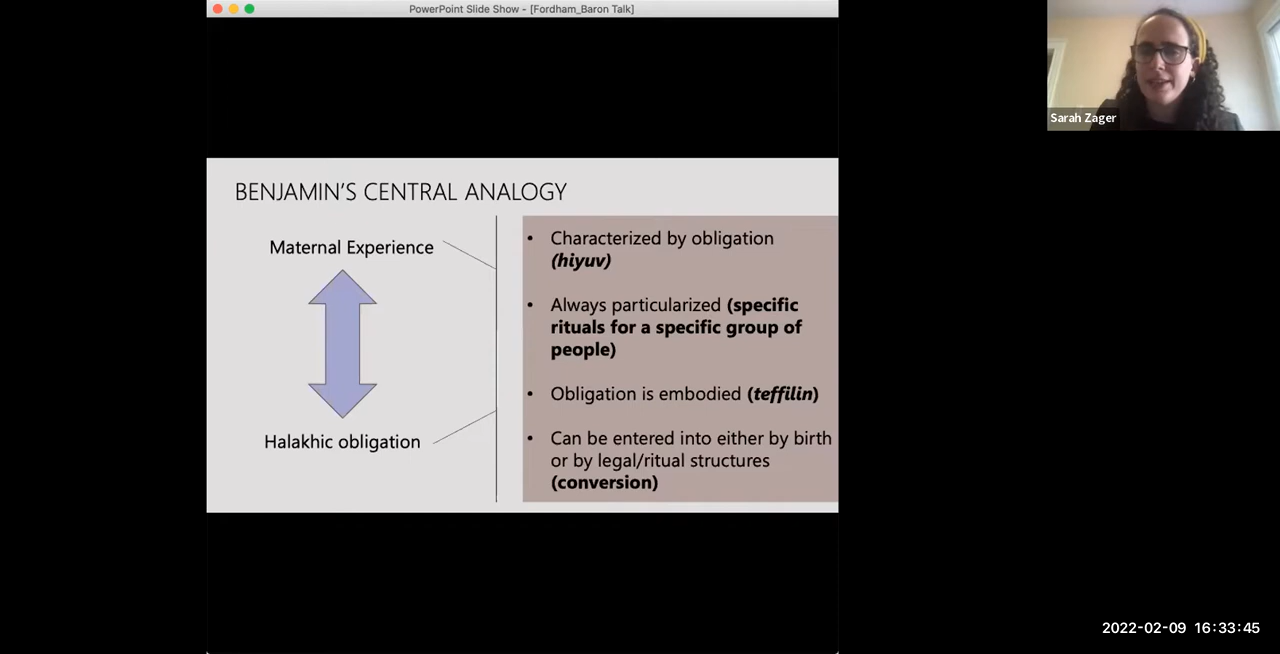 PowerPoint Slide Show - [Fordham_Baron Talk]
Sarah Zager
BENJAMIN'S CENTRAL ANALOGY
Maternal Experience
Halakhic obligation
• Characterized by obligation
(hiyuv)
• Always particularized (specific
rituals for a specific group of
people)
• Obligation is embodied (teffilin)
• Can be entered into either by birth
or by legal/ritual structures
(conversion)
2022-02-09 16:33:45